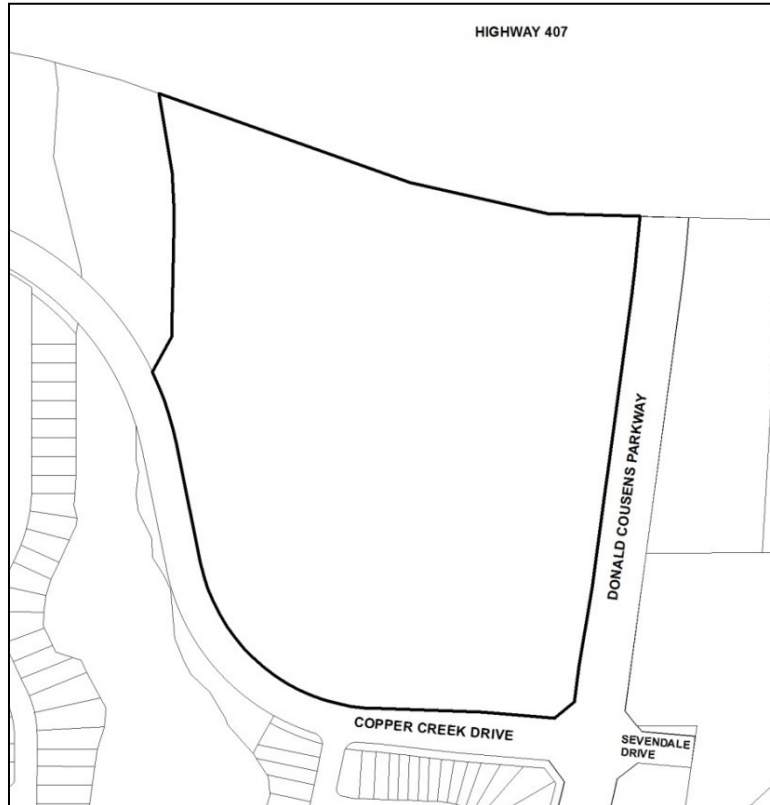 HIGHWAY 407
DONALD COUSENS PARKWAY
COPPER CREEK DRIVE
SEVENDALE
DRIVE